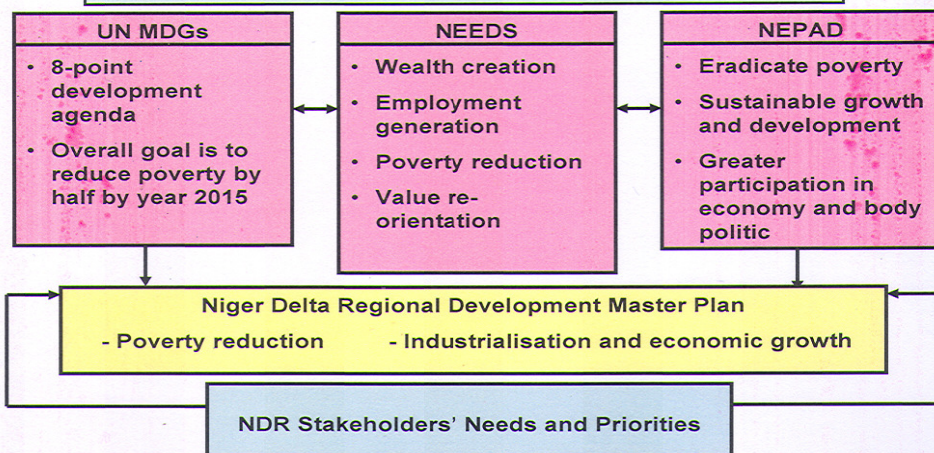 UN MDGs
• 8-point
development
agenda
• Overall goal is to
reduce poverty by
half by year 2015
NEEDS
• Wealth creation
• Employment
generation
• Poverty reduction
• Value re-
orientation
NEPAD
• Eradicate poverty
• Sustainable growth
and development
• Greater
participation in
economy and body
politic
Niger Delta Regional Development Master Plan
- Poverty reduction - Industrialisation and economic growth
NDR Stakeholders' Needs and Priorities